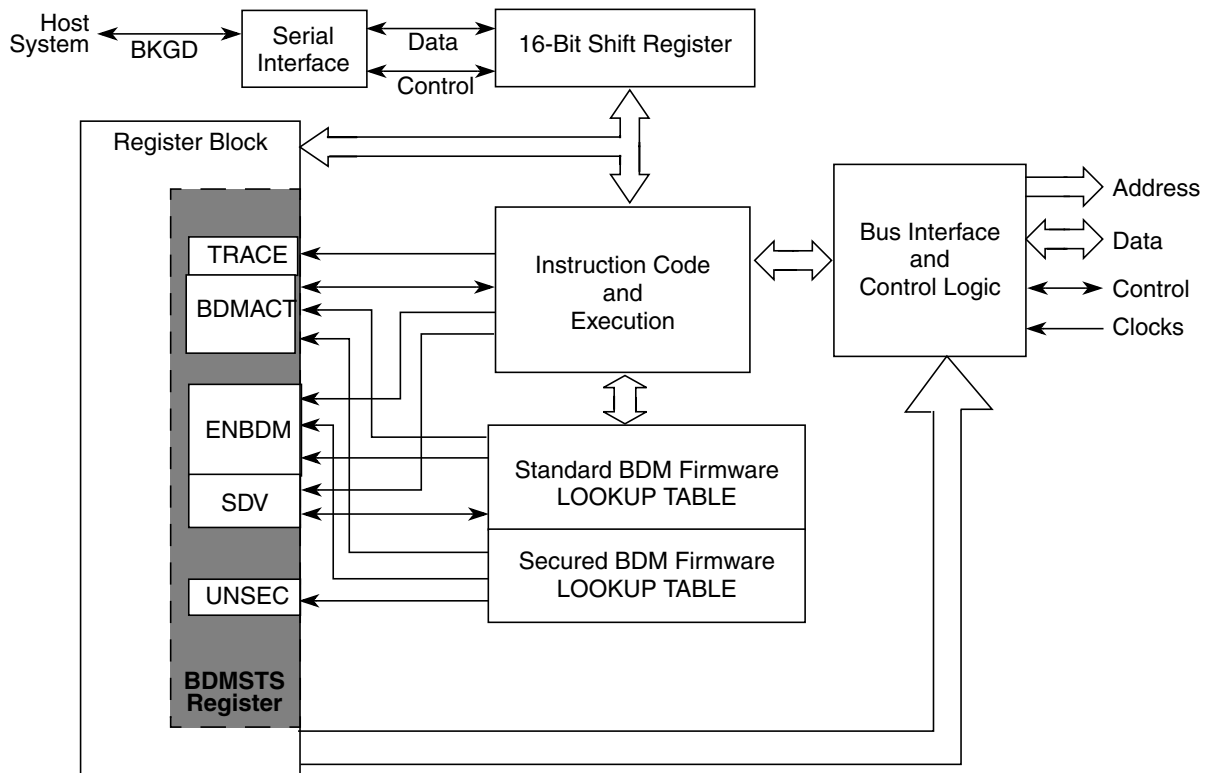 Host
System
BKGD
Serial
Interface
Data
Control
16-Bit Shift Register
Register Block
TRACE
BDMACT
ENBDM
SDV
UNSEC
BDMSTS
Register
Instruction Code
and
Execution
Standard BDM Firmware
LOOKUP TABLE
Secured BDM Firmware
LOOKUP TABLE
Bus Interface
and
Control Logic
Address
Data
Control
Clocks